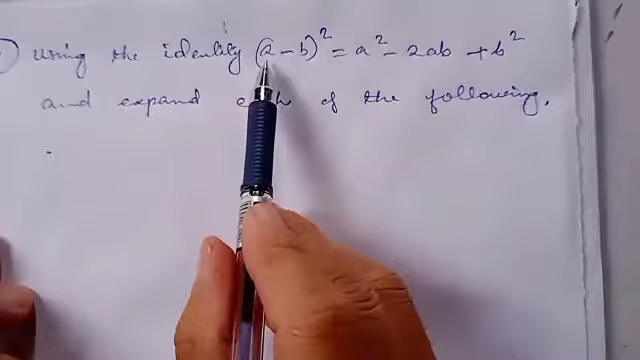 ) Using the identity (a - b)² = a² - 2ab + b²
and expand of the following.